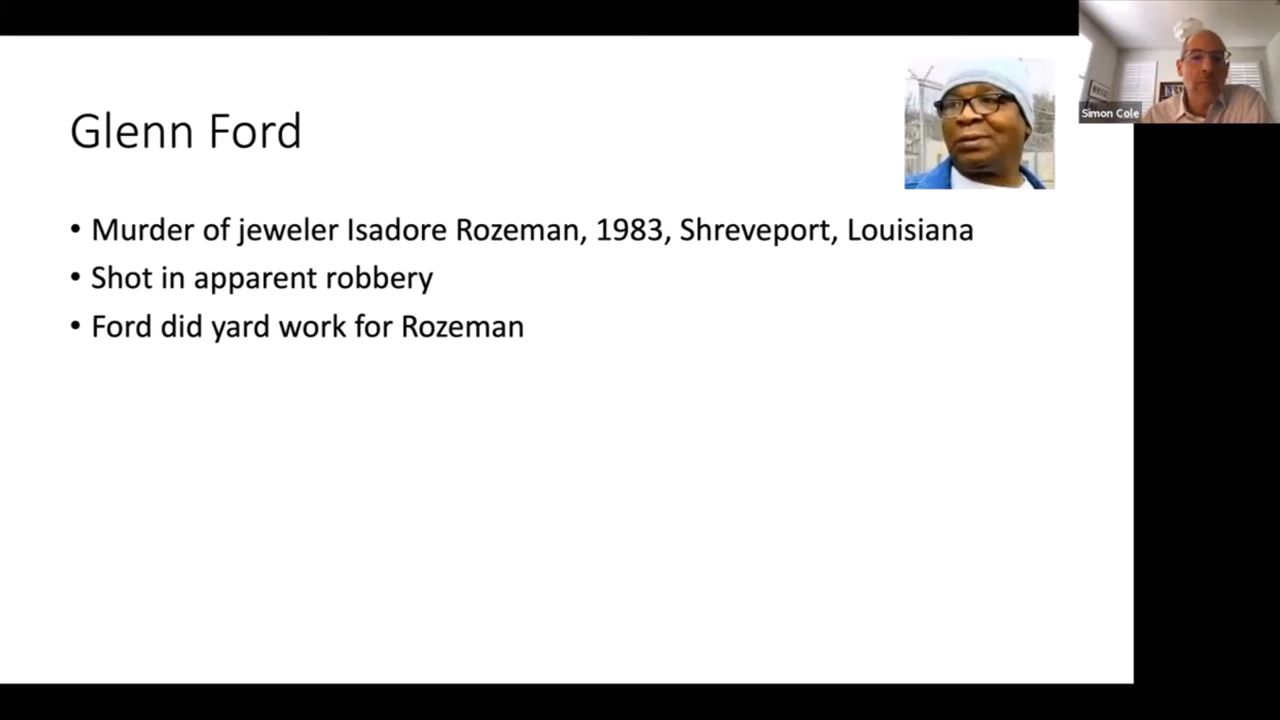 Glenn Ford
• Murder of jeweler Isadore Rozeman, 1983, Shreveport, Louisiana
• Shot in apparent robbery
• Ford did yard work for Rozeman
Simon Cole